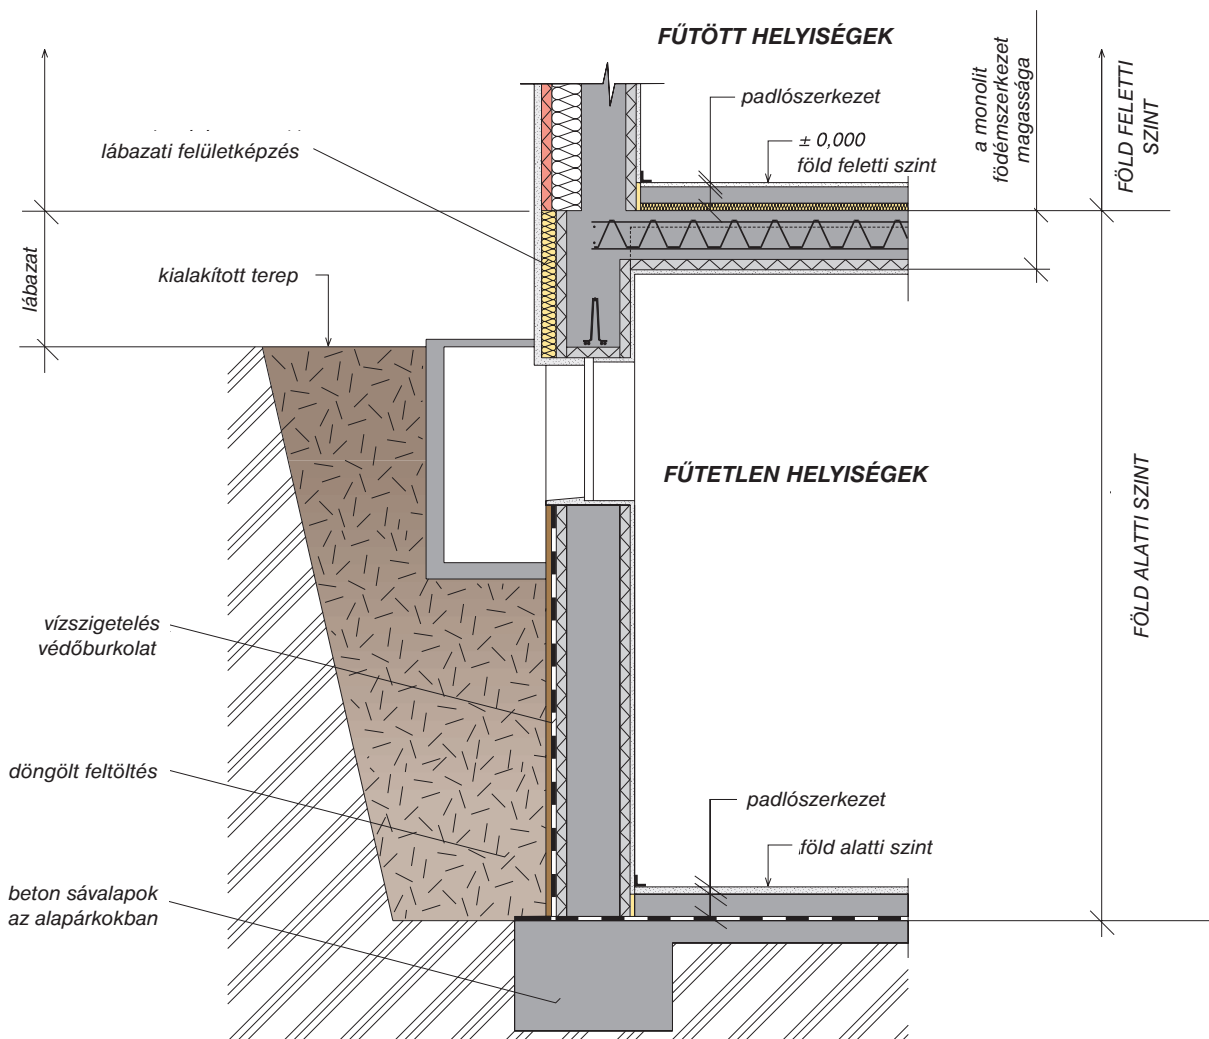 FŰTÖTT HELYISÉGEK
padlószerkezet
± 0,000
föld feletti szint
a monolit
födémszerkezet
magassága
FÖLD FELETTI
SZINT
lábazati felületképzés
lábazat
kialakított terep
FŰTETLEN HELYISÉGEK
FÖLD ALATTI SZINT
vízszigetelés
védőburkolat
döngölt feltöltés
padlószerkezet
föld alatti szint
beton sávalapok
az alapárkokban